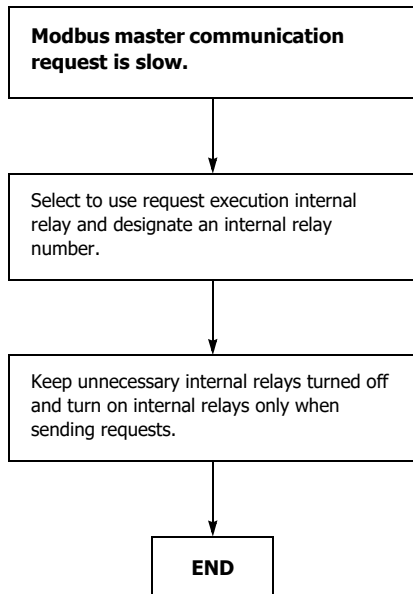 Modbus master communication
request is slow.
Select to use request execution internal
relay and designate an internal relay
number.
Keep unnecessary internal relays turned off
and turn on internal relays only when
sending requests.
END